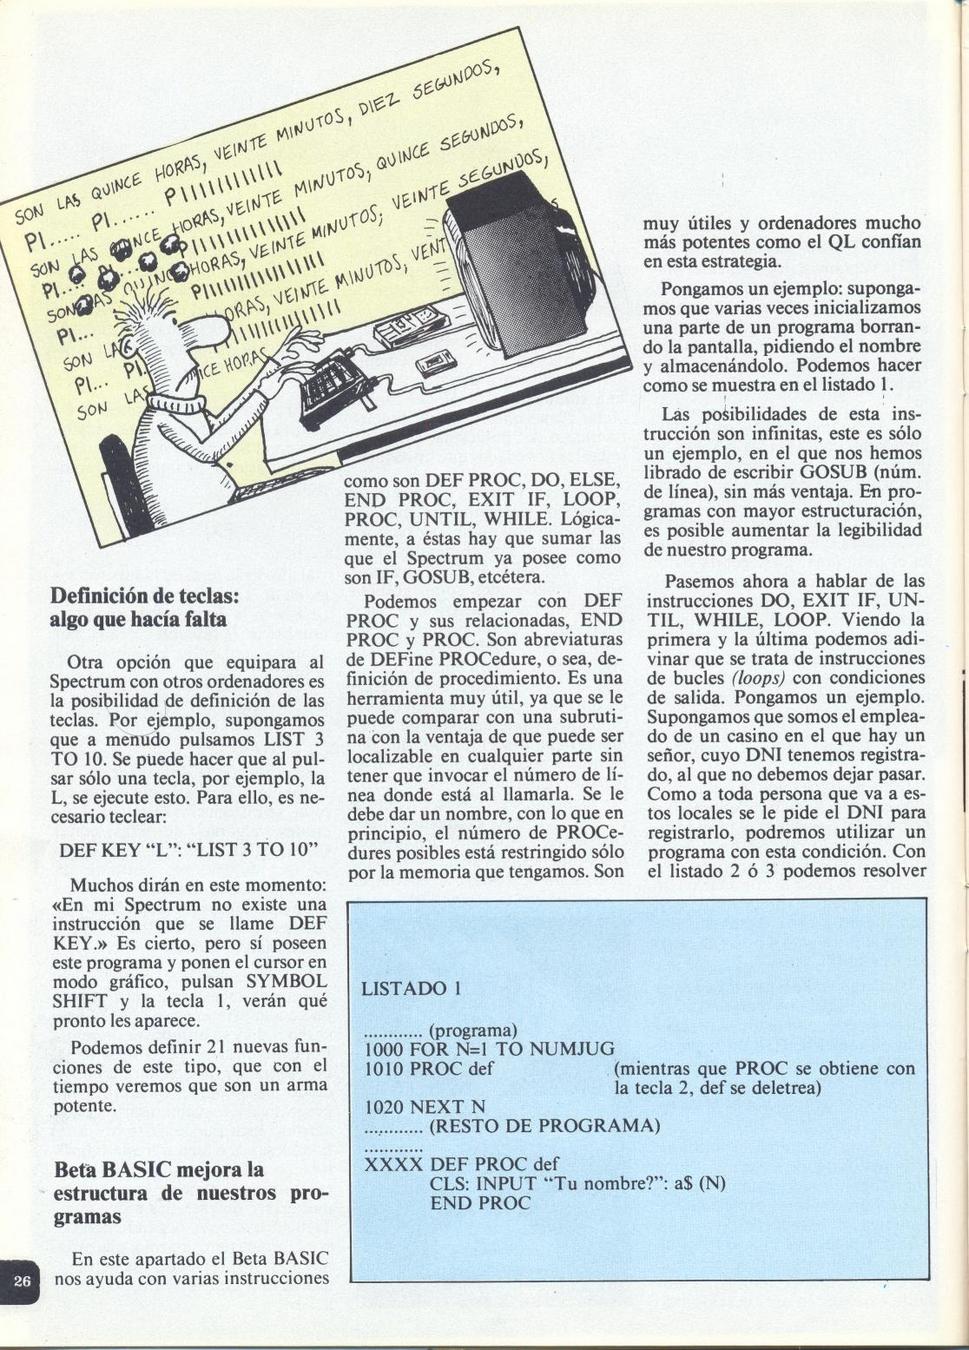 SON LAS QUINCE HORAS, VEINTE MINUTOS, DIEZ SEGUNDOS,
PI..... PI...... PIIIIIIIIIII
SON LAS QUINCE HORAS, VEINTE MINUTOS, QUINCE SEGUNDOS,
PI....
PIIIIIIIIIII
SON LAS QUINCE HORAS, VEINTE MINUTOS, VEINTE SEGUNDOS,
PI...
PIIIIIIIIIII
SON LA
HORAS, VEINTE MINUTOS,
PI... PI.
SON LAS
HORAS
Definición de teclas:
algo que hacía falta
Otra opción que equipara al
Spectrum con otros ordenadores es
la posibilidad de definición de las
teclas. Por ejemplo, supongamos
que a menudo pulsamos LIST 3
TO 10. Se puede hacer que al pul-
sar sólo una tecla, por ejemplo, la
L, se ejecute esto. Para ello, es ne-
cesario teclear:
DEF KEY “L”: “LIST 3 TO 10”
Muchos dirán en este momento:
«En mi Spectrum no existe una
instrucción que se llame DEF
KEY.» Es cierto, pero sí poseen
este programa y ponen el cursor en
modo gráfico, pulsan SYMBOL
SHIFT y la tecla 1, verán qué
pronto les aparece.
Podemos definir 21 nuevas fun-
ciones de este tipo, que con el
tiempo veremos que son un arma
potente.
Beta BASIC mejora la
estructura de nuestros pro-
gramas
En este apartado el Beta BASIC
nos ayuda con varias instrucciones
como son DEF PROC, DO, ELSE,
END PROC, EXIT IF, LOOP,
PROC, UNTIL, WHILE. Lógica-
mente, a éstas hay que sumar las
que el Spectrum ya posee como
son IF, GOSUB, etcétera.
Podemos empezar con DEF
PROC y sus relacionadas, END
PROC y PROC. Son abreviaturas
de DEFine PROCedure, o sea, de-
finición de procedimiento. Es una
herramienta muy útil, ya que se le
puede comparar con una subruti-
na con la ventaja de que puede ser
localizable en cualquier parte sin
tener que invocar el número de lí-
nea donde está al llamarla. Se le
debe dar un nombre, con lo que en
principio, el número de PROCe-
dures posibles está restringido sólo
por la memoria que tengamos. Son
muy útiles y ordenadores mucho
más potentes como el QL confían
en esta estrategia.
Pongamos un ejemplo: suponga-
mos que varias veces inicializamos
una parte de un programa borran-
do la pantalla, pidiendo el nombre
y almacenándolo. Podemos hacer
como se muestra en el listado 1.
Las posibilidades de esta ins-
trucción son infinitas, este es sólo
un ejemplo, en el que nos hemos
librado de escribir GOSUB (núm.
de línea), sin más ventaja. En pro-
gramas con mayor estructuración,
es posible aumentar la legibilidad
de nuestro programa.
Pasemos ahora a hablar de las
instrucciones DO, EXIT IF, UN-
TIL, WHILE, LOOP. Viendo la
primera y la última podemos adi-
vinar que se trata de instrucciones
de bucles (loops) con condiciones
de salida. Pongamos un ejemplo.
Supongamos que somos el emplea-
do de un casino en el que hay un
señor, cuyo DNI tenemos registra-
do, al que no debemos dejar pasar.
Como a toda persona que va a es-
tos locales se le pide el DNI para
registrarlo, podremos utilizar un
programa con esta condición. Con
el listado 2 ó 3 podemos resolver
LISTADO 1
............ (programa)
1000 FOR N=1 TO NUMJUG
1010 PROC def (mientras que PROC se obtiene con
la tecla 2, def se deletrea)
1020 NEXT N
............ (RESTO DE PROGRAMA)
............
XXXX DEF PROC def
CLS: INPUT “Tu nombre?”: a$ (N)
END PROC
26